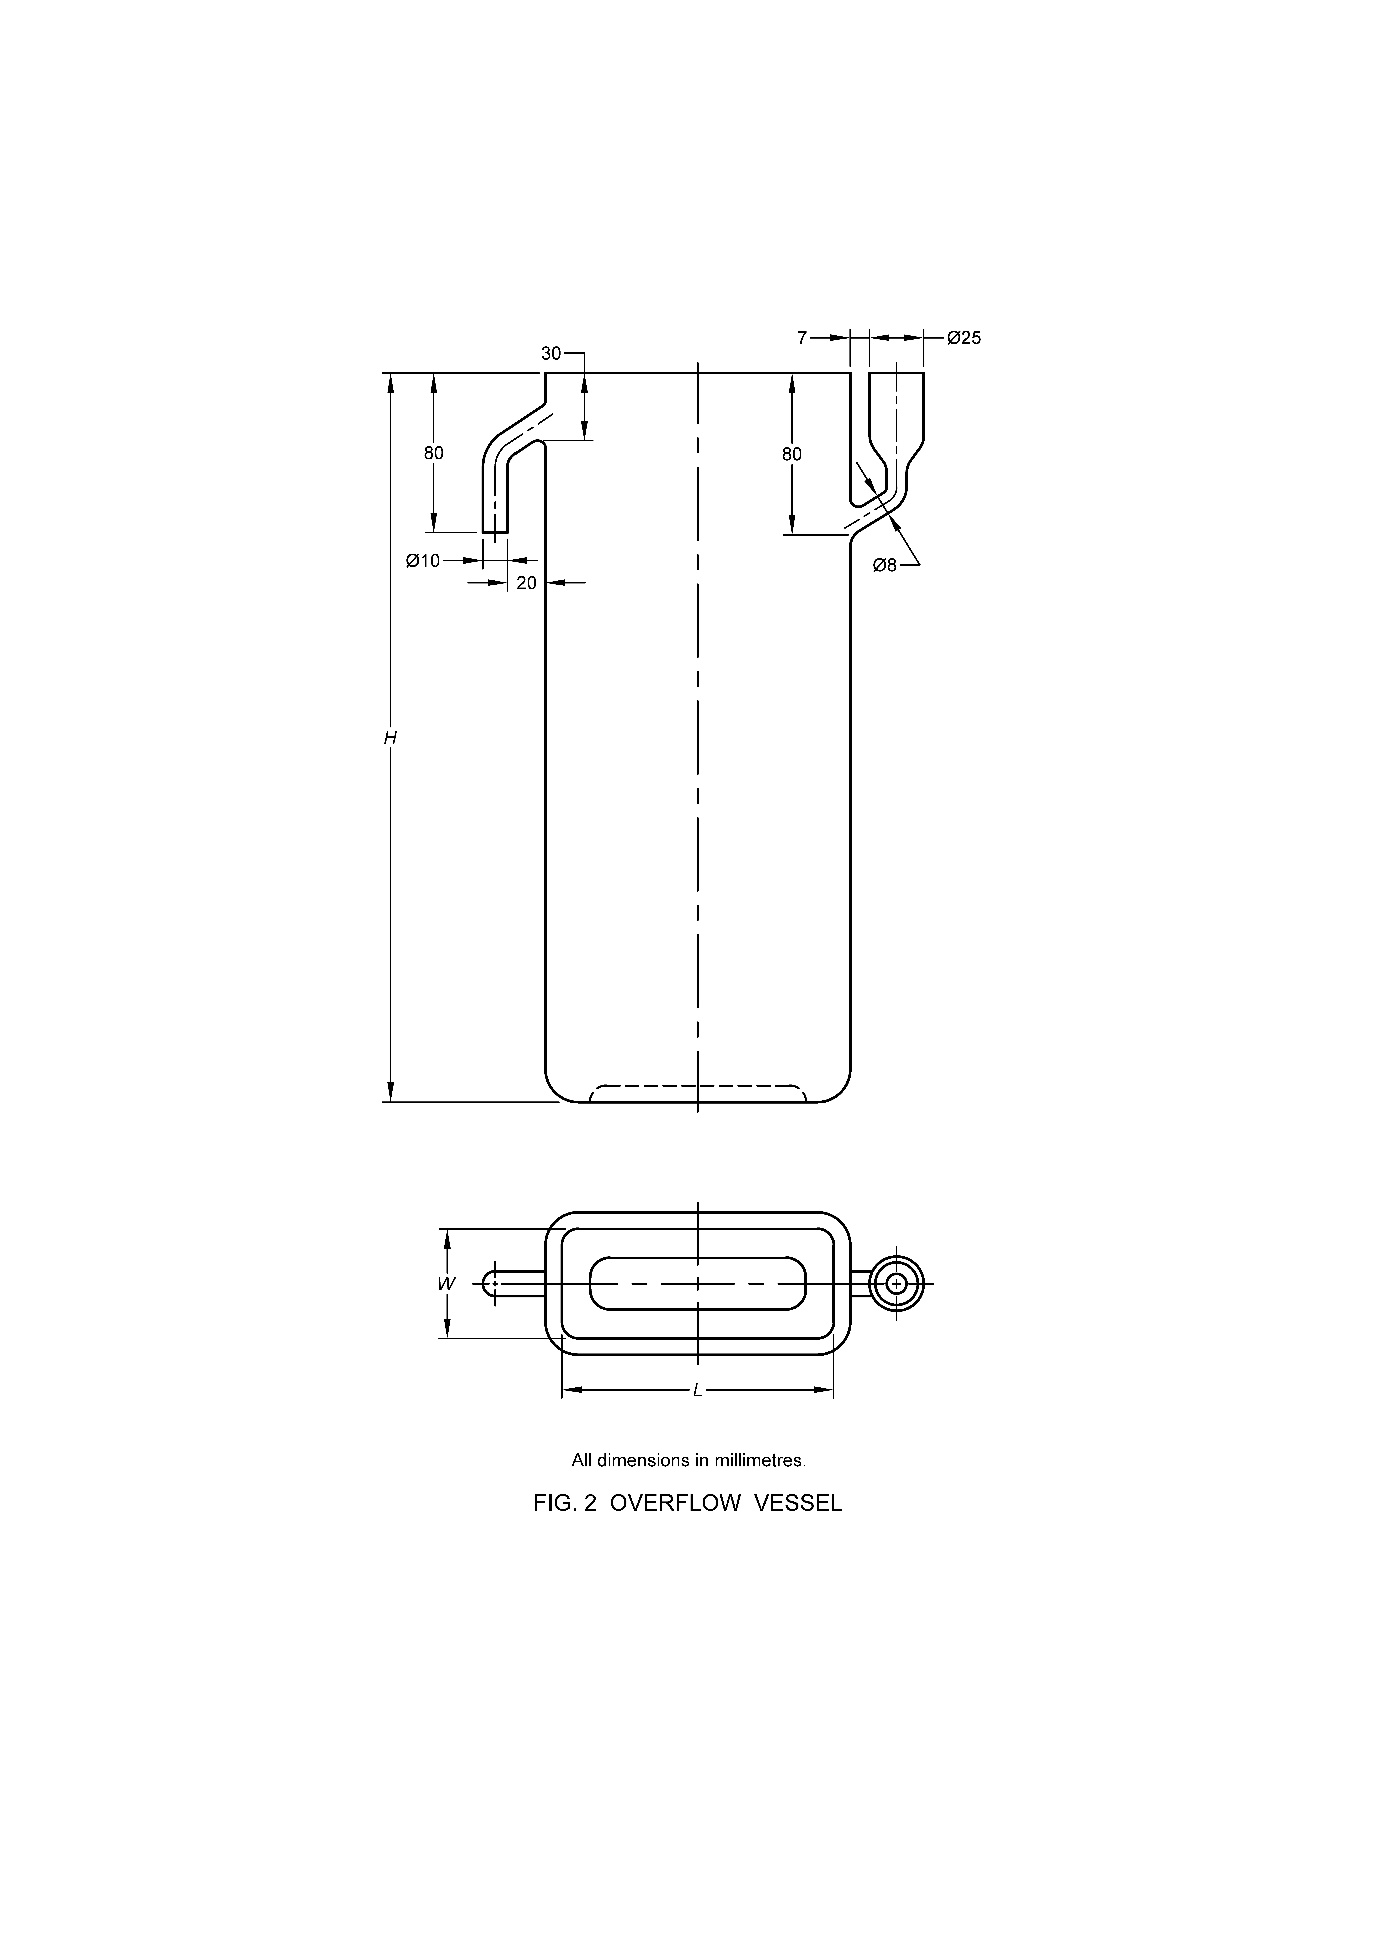 7
Ø25
30
80
80
Ø10
20
Ø8
H
W
L
All dimensions in millimetres.
FIG. 2 OVERFLOW VESSEL